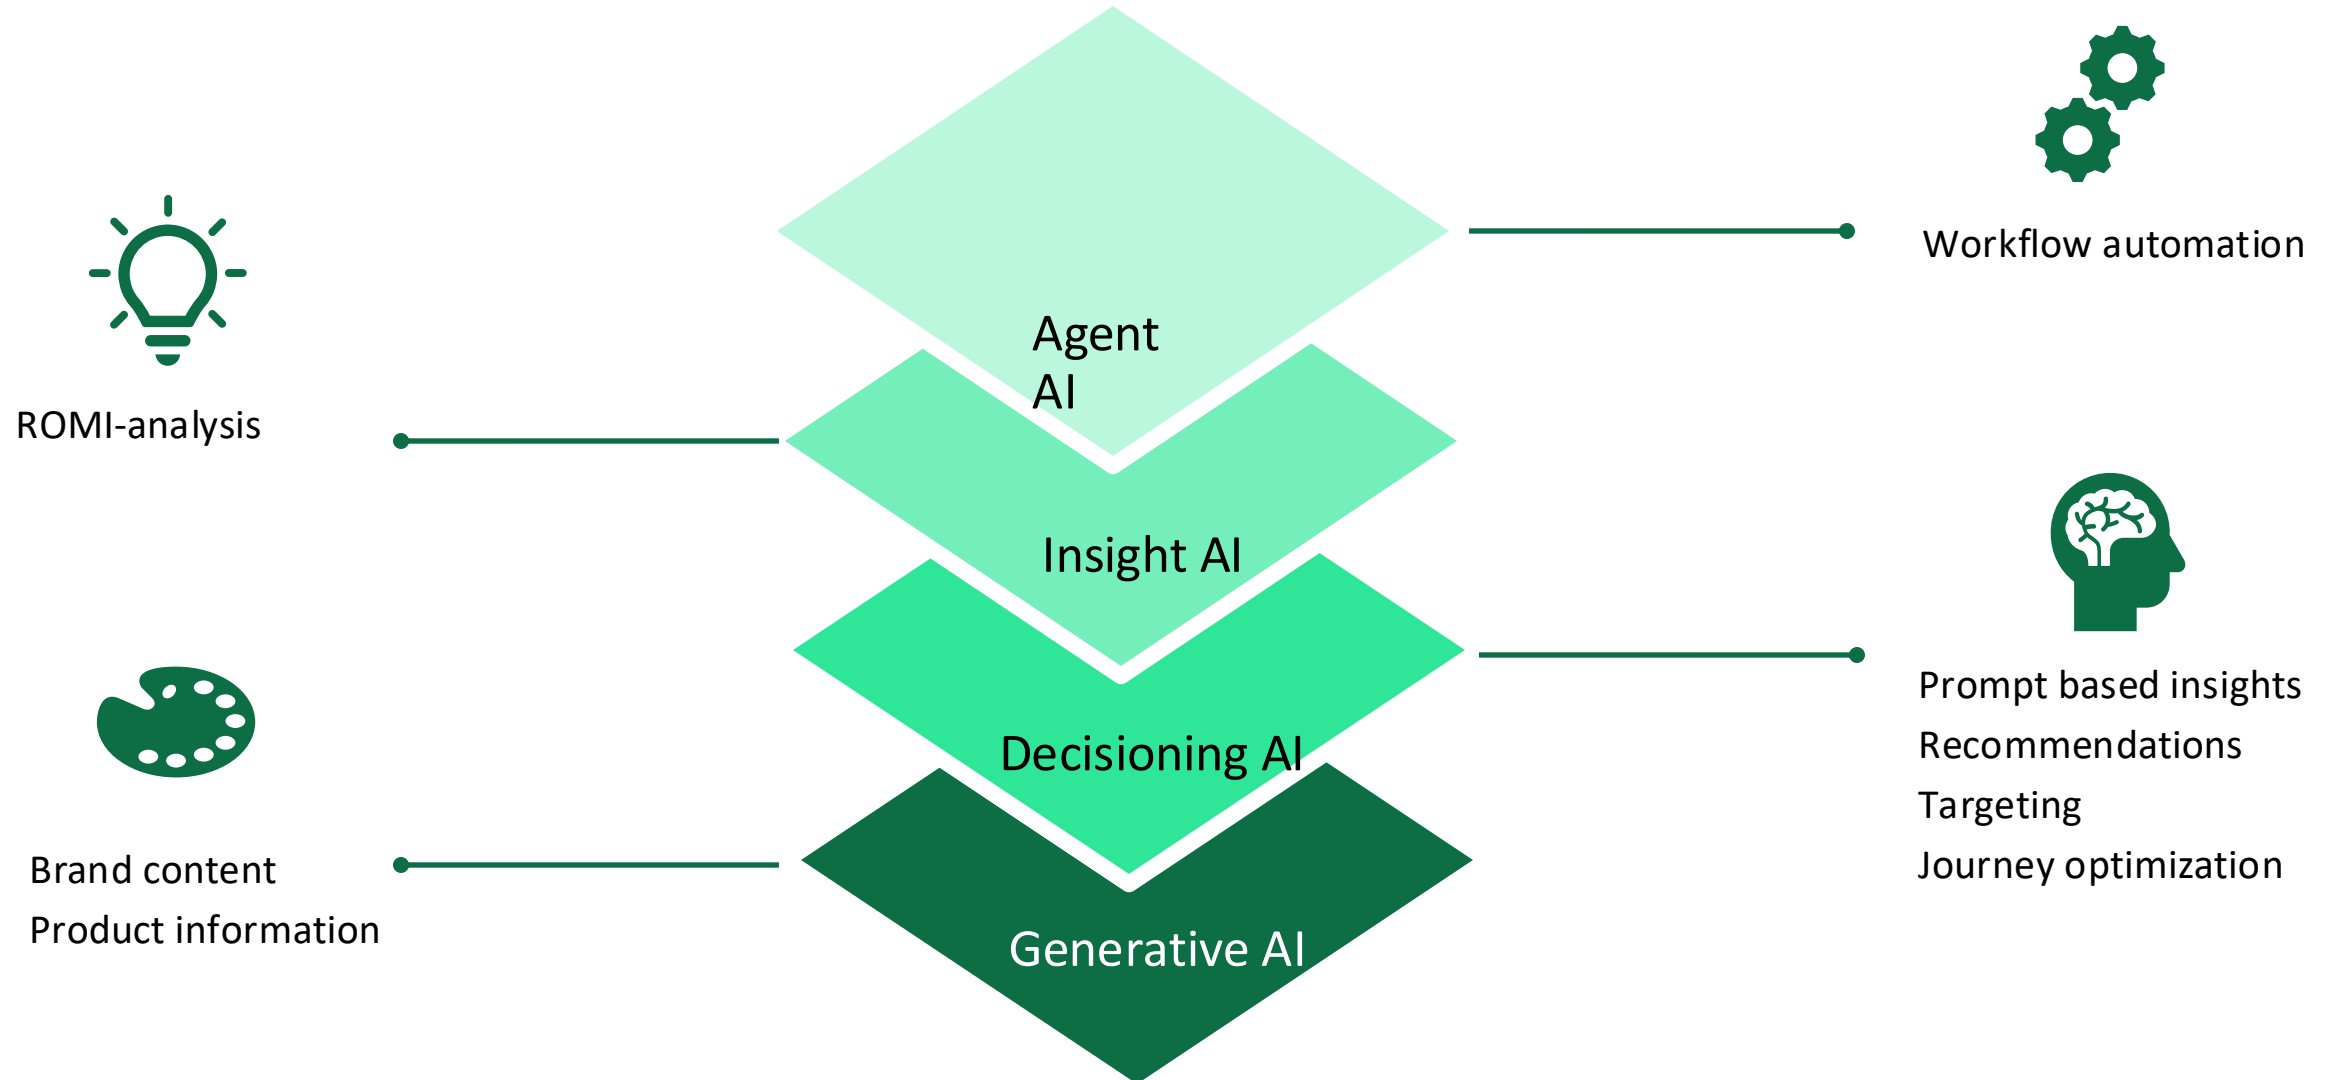 Workflow automation
Agent
AI
ROMI-analysis
Insight AI
Prompt based insights
Recommendations
Targeting
Journey optimization
Decisioning AI
Brand content
Product information
Generative AI